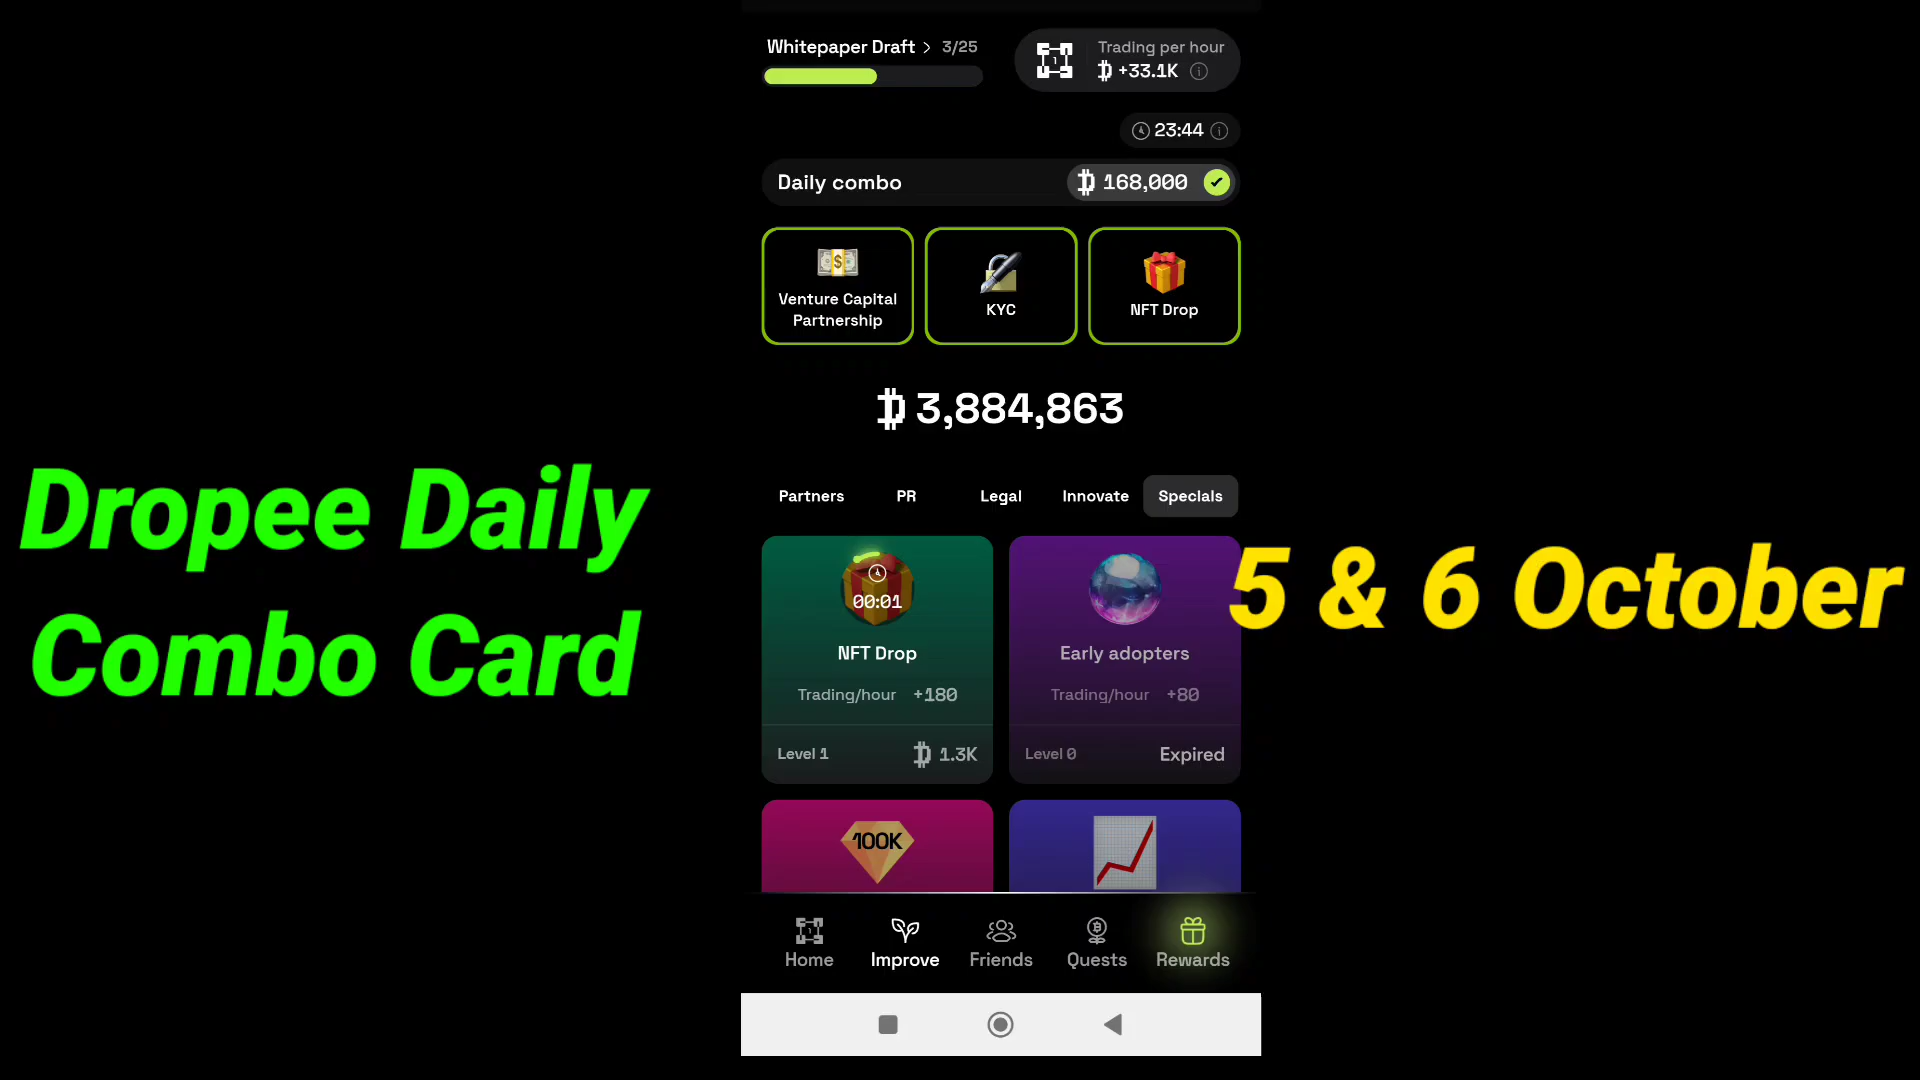 Whitepaper Draft > 3/25
Trading per hour
+33.1K
23:44
Daily combo 168,000
Venture Capital
Partnership
KYC
NFT Drop
3,884,863
Partners PR Legal Innovate Specials
00:01
NFT Drop
Trading/hour +180
Level 1 1.3K
Early adopters
Trading/hour +80
Level 0 Expired
100K
Home Improve Friends Quests Rewards
Dropee Daily
Combo Card
5 & 6 October